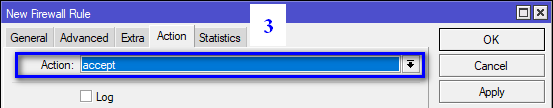 New Firewall Rule
General Advanced Extra Action Statistics 3 OK
Action: accept Cancel
Log Apply